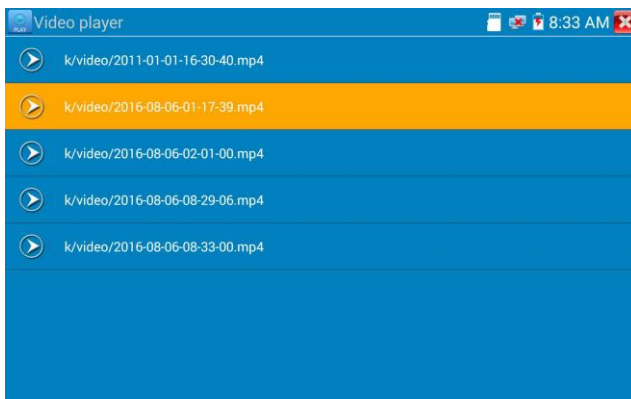 PLAY
Video player
8:33 AM
k/video/2011-01-01-16-30-40.mp4
k/video/2016-08-06-01-17-39.mp4
k/video/2016-08-06-02-01-00.mp4
k/video/2016-08-06-08-29-06.mp4
k/video/2016-08-06-08-33-00.mp4